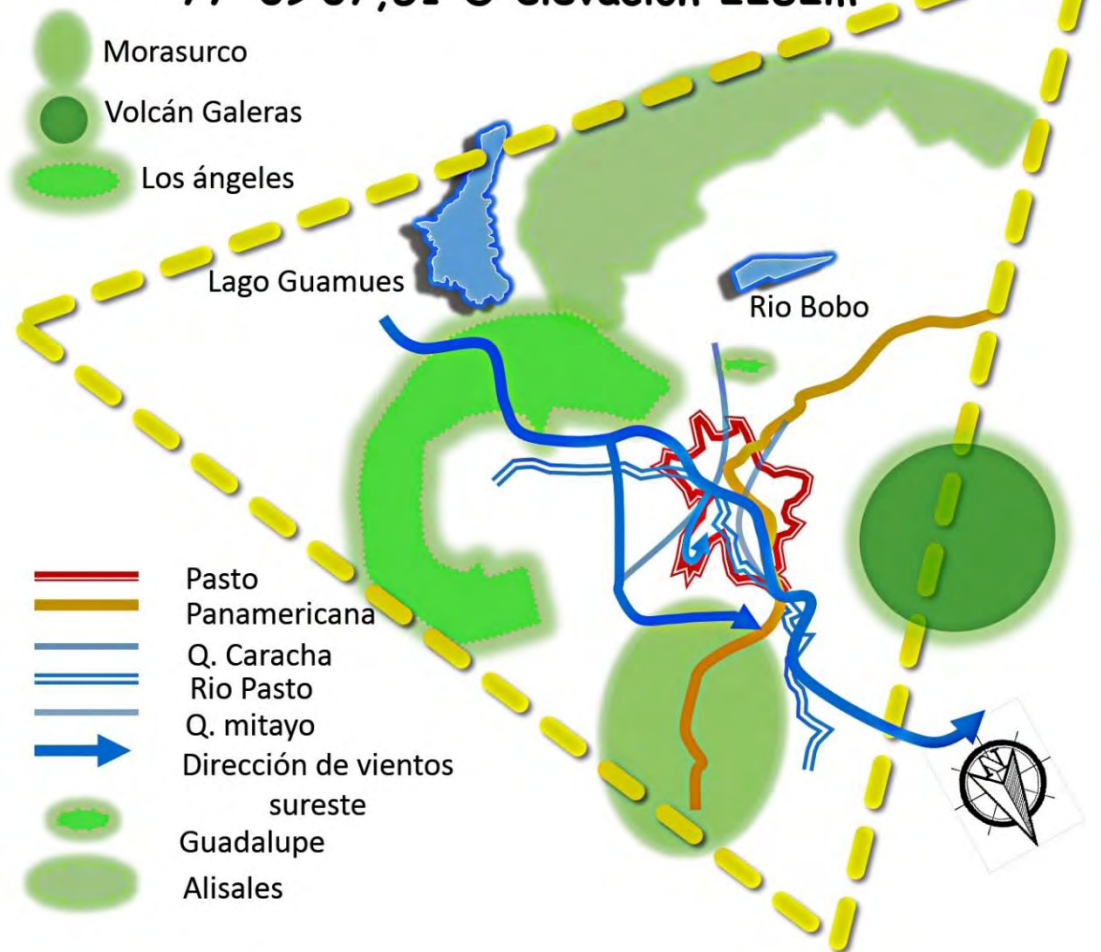 Elevación
Morasurco
Volcán Galeras
Los ángeles
Lago Guamues
Rio Bobo
Pasto
Panamericana
Q. Caracha
Rio Pasto
Q. mitayo
Dirección de vientos
sureste
Guadalupe
Alisales
N